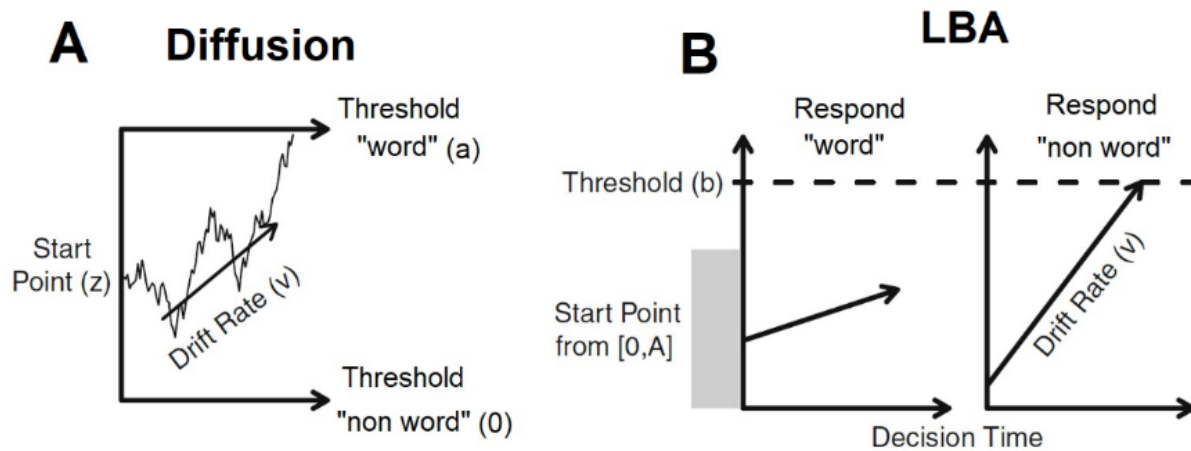 A
Diffusion
Threshold
"word" (a)
Start
Point (z)
Drift Rate (v)
Threshold
"non word" (0)
LBA
B
Respond
"word"
Respond
"non word"
Threshold (b)
Start Point
from [0,A]
Drift Rate (v)
Decision Time